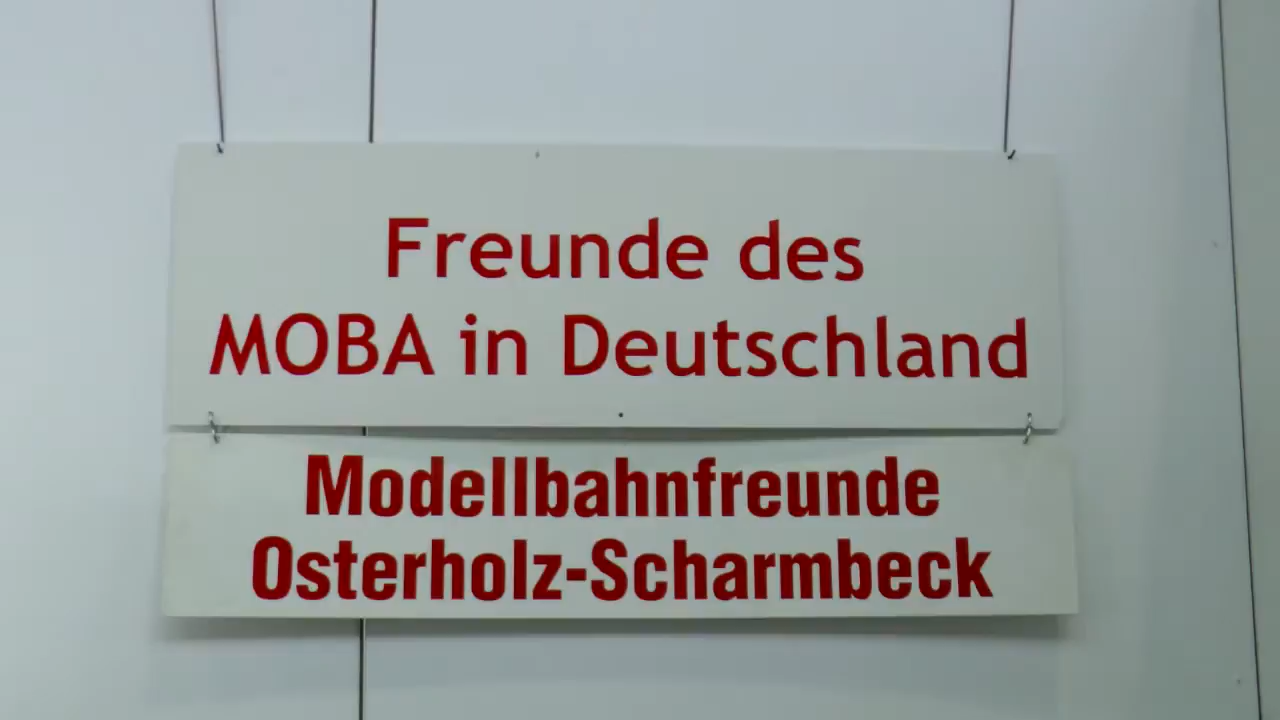 Freunde des
MOBA in Deutschland
Modellbahnfreunde
Osterholz-Scharmbeck